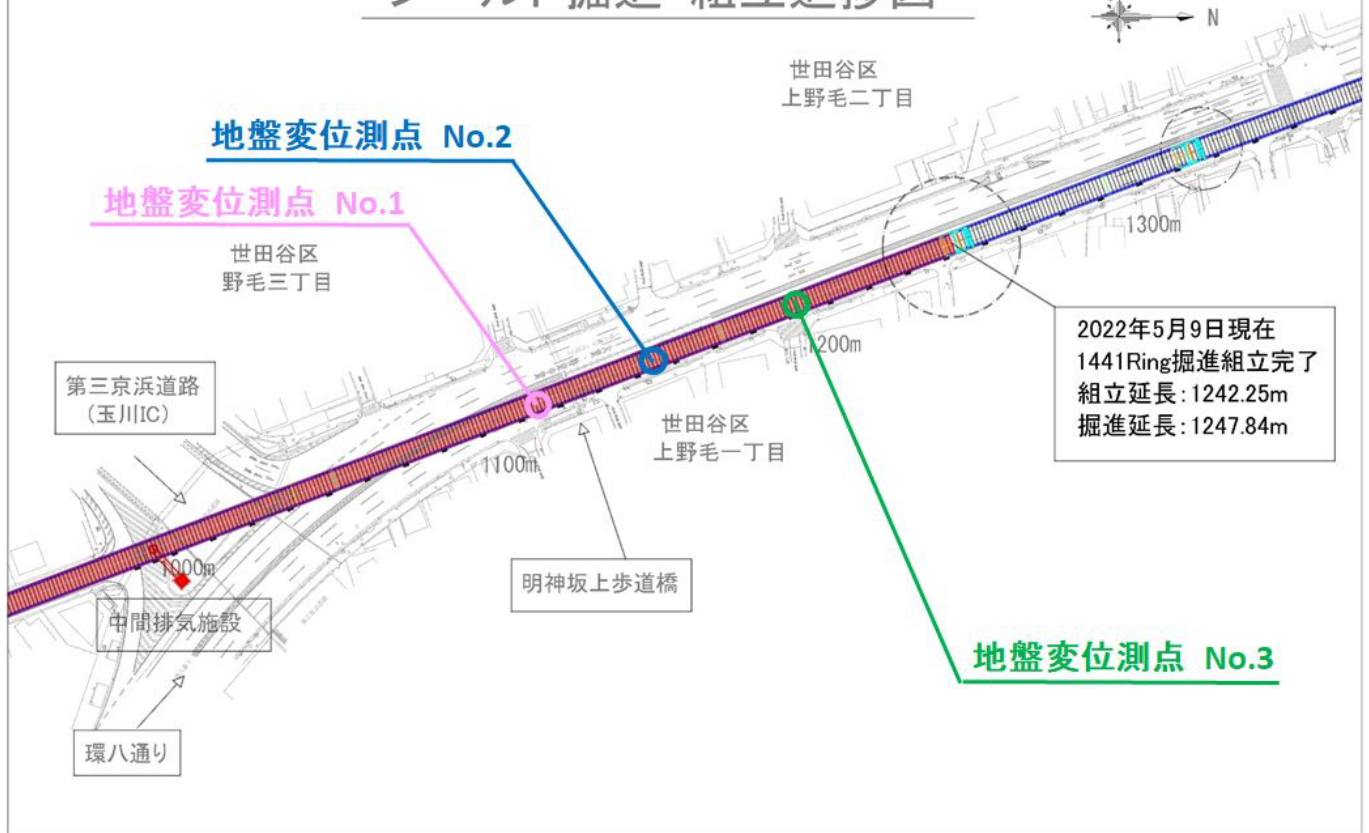 N
世田谷区
上野毛二丁目
地盤変位測点 No.2
地盤変位測点 No.1
世田谷区
野毛三丁目
1300m
2022年5月9日現在
1441Ring掘進組立完了
組立延長:1242.25m
掘進延長:1247.84m
1200m
第三京浜道路
(玉川IC)
世田谷区
上野毛一丁目
1100m
1000m
明神坂上歩道橋
中間排気施設
地盤変位測点 No.3
環八通り